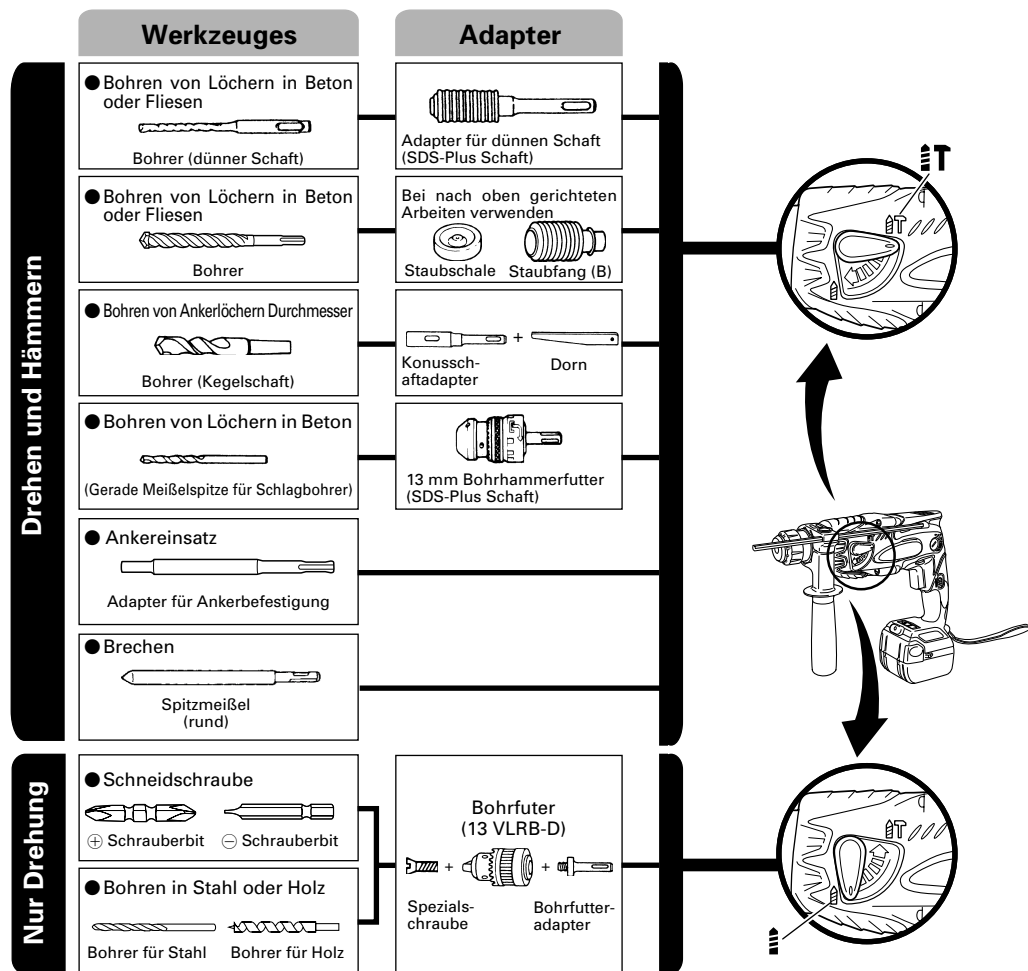 Werkzeuges
Adapter
Drehen und Hämmern
● Bohren von Löchern in Beton
oder Fliesen
Bohrer (dünner Schaft)
Adapter für dünnen Schaft
(SDS-Plus Schaft)
● Bohren von Löchern in Beton
oder Fliesen
Bohrer
Bei nach oben gerichteten
Arbeiten verwenden
Staubschale
Staubfang (B)
● Bohren von Ankerlöchern Durchmesser
Bohrer (Kegelschaft)
+
Konussch-
aftadapter
Dorn
● Bohren von Löchern in Beton
(Gerade Meißelspitze für Schlagbohrer)
13 mm Bohrhammerfutter
(SDS-Plus Schaft)
● Ankereinsatz
Adapter für Ankerbefestigung
● Brechen
Spitzmeißel
(rund)
Nur Drehung
● Schneidschraube
⊕ Schrauberbit
⊖ Schrauberbit
● Bohren in Stahl oder Holz
Bohrer für Stahl
Bohrer für Holz
Bohrfuter
(13 VLRB-D)
+ +
Spezials-
chraube
Bohrfutter-
adapter